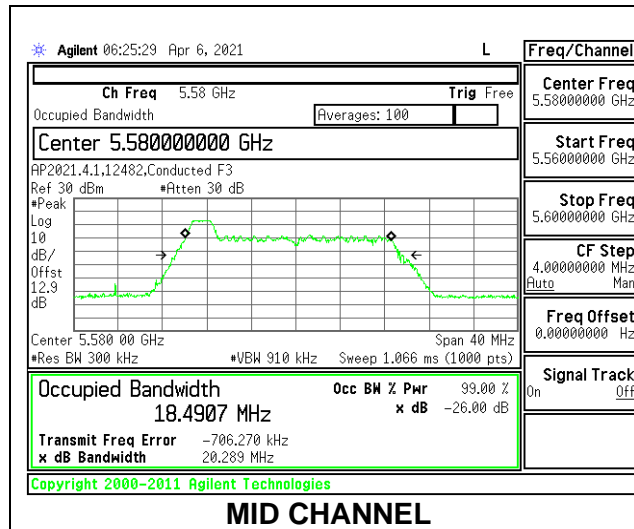 Agilent 06:25:29 Apr 6, 2021 L
Freq/Channel
Ch Freq 5.58 GHz Trig Free
Occupied Bandwidth Averages: 100
Center 5.580000000 GHz
AP2021.4.1,12482,Conducted F3
Ref 30 dBm #Atten 30 dB
#Peak
Log
10
dB/
Offst
12.9
dB
Center 5.580 00 GHz Span 40 MHz
#Res BW 300 kHz #VBW 910 kHz Sweep 1.066 ms (1000 pts)
Occupied Bandwidth Occ BW % Pwr 99.00 %
18.4907 MHz x dB -26.00 dB
Transmit Freq Error -706.270 kHz
x dB Bandwidth 20.289 MHz
Copyright 2000-2011 Agilent Technologies
Center Freq
5.58000000 GHz
Start Freq
5.56000000 GHz
Stop Freq
5.60000000 GHz
CF Step
4.00000000 MHz
Auto Man
Freq Offset
0.00000000 Hz
Signal Track
On Off
MID CHANNEL